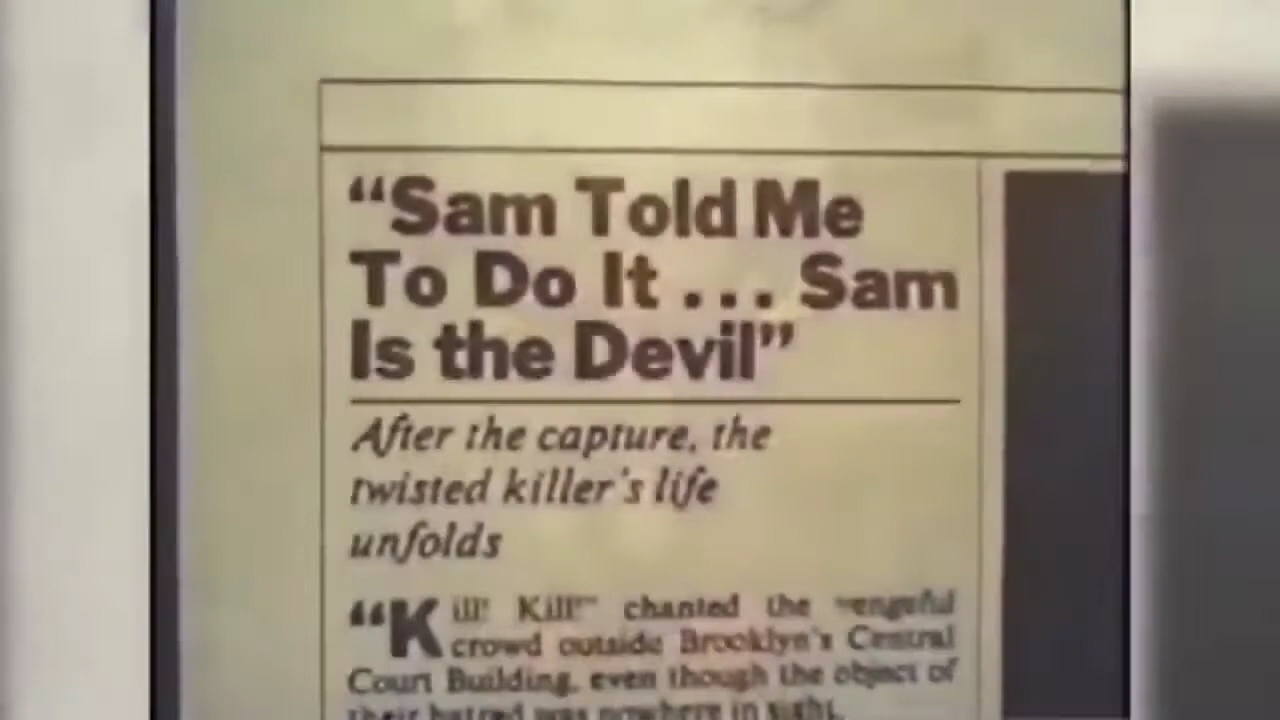 “Sam Told Me
To Do It . . . Sam
Is the Devil”
After the capture, the
twisted killer's life
unfolds
“Kill! Kill!” chanted the vengeful
crowd outside Brooklyn's Central
Court Building, even though the object of
their hatred was nowhere in sight.